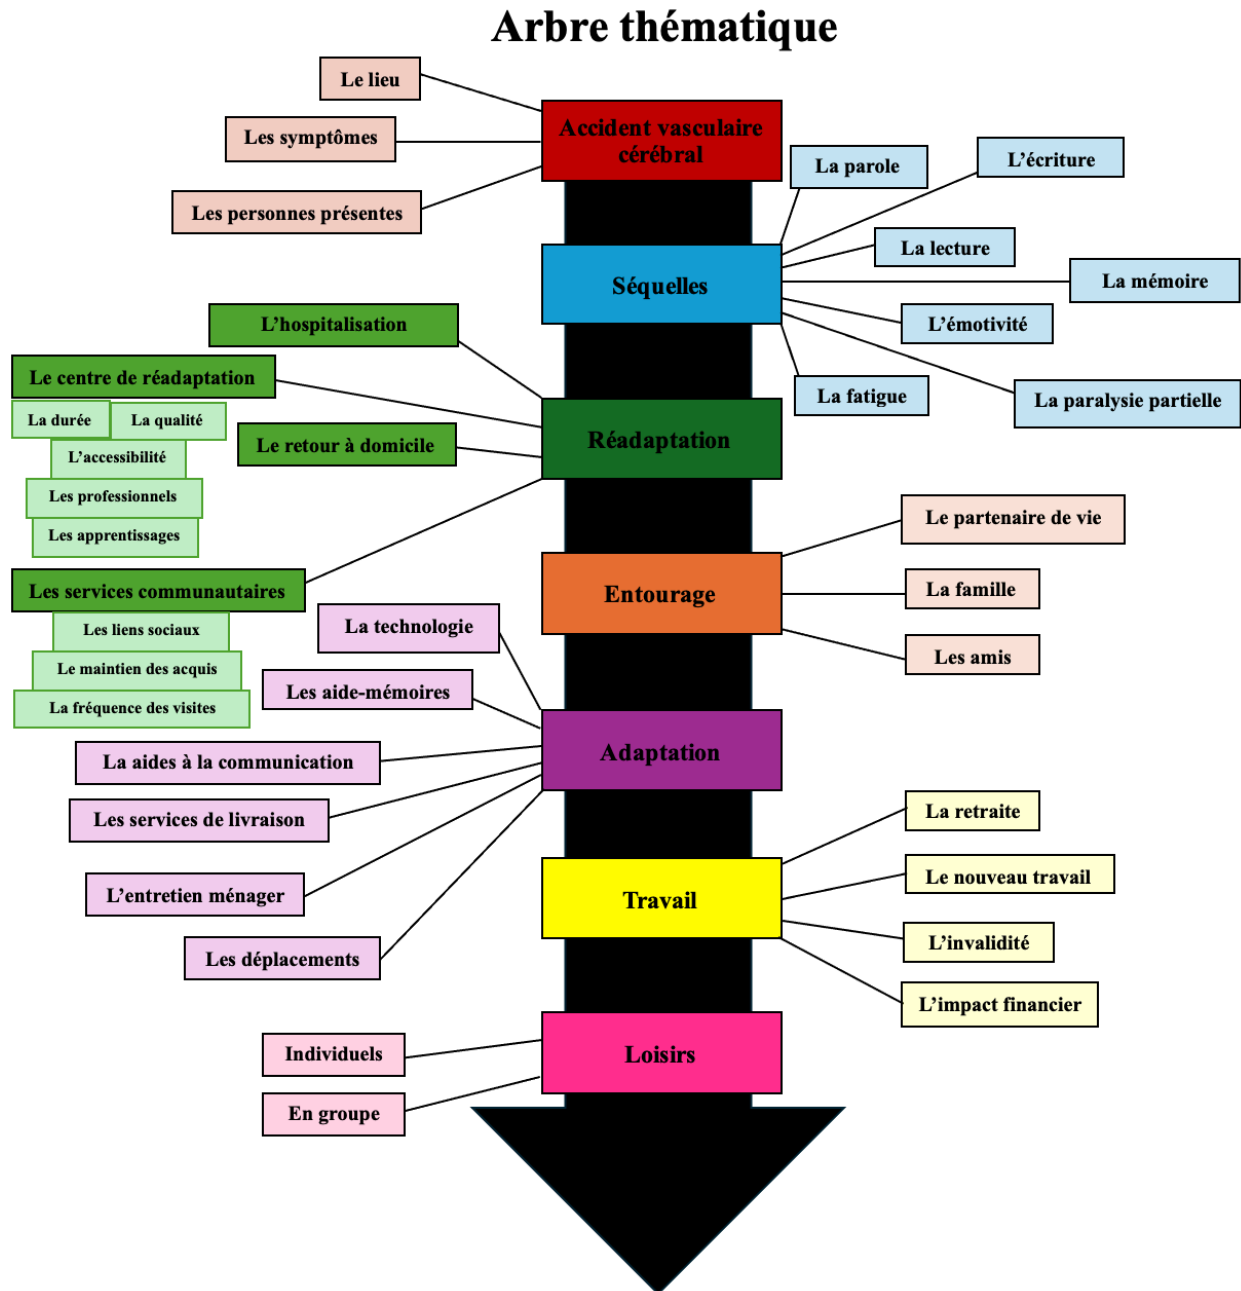 Arbre thématique
Le lieu
Les symptômes
Les personnes présentes
Accident vasculaire
cérébral
La parole
L'écriture
La lecture
La mémoire
L'émotivité
La fatigue
La paralysie partielle
Séquelles
L'hospitalisation
Le centre de réadaptation
La durée
La qualité
L'accessibilité
Les professionnels
Les apprentissages
Le retour à domicile
Les services communautaires
Les liens sociaux
Le maintien des acquis
La fréquence des visites
Réadaptation
Entourage
Le partenaire de vie
La famille
Les amis
La technologie
Les aide-mémoires
La aides à la communication
Les services de livraison
L'entretien ménager
Les déplacements
Adaptation
Travail
La retraite
Le nouveau travail
L'invalidité
L'impact financier
Individuels
En groupe
Loisirs